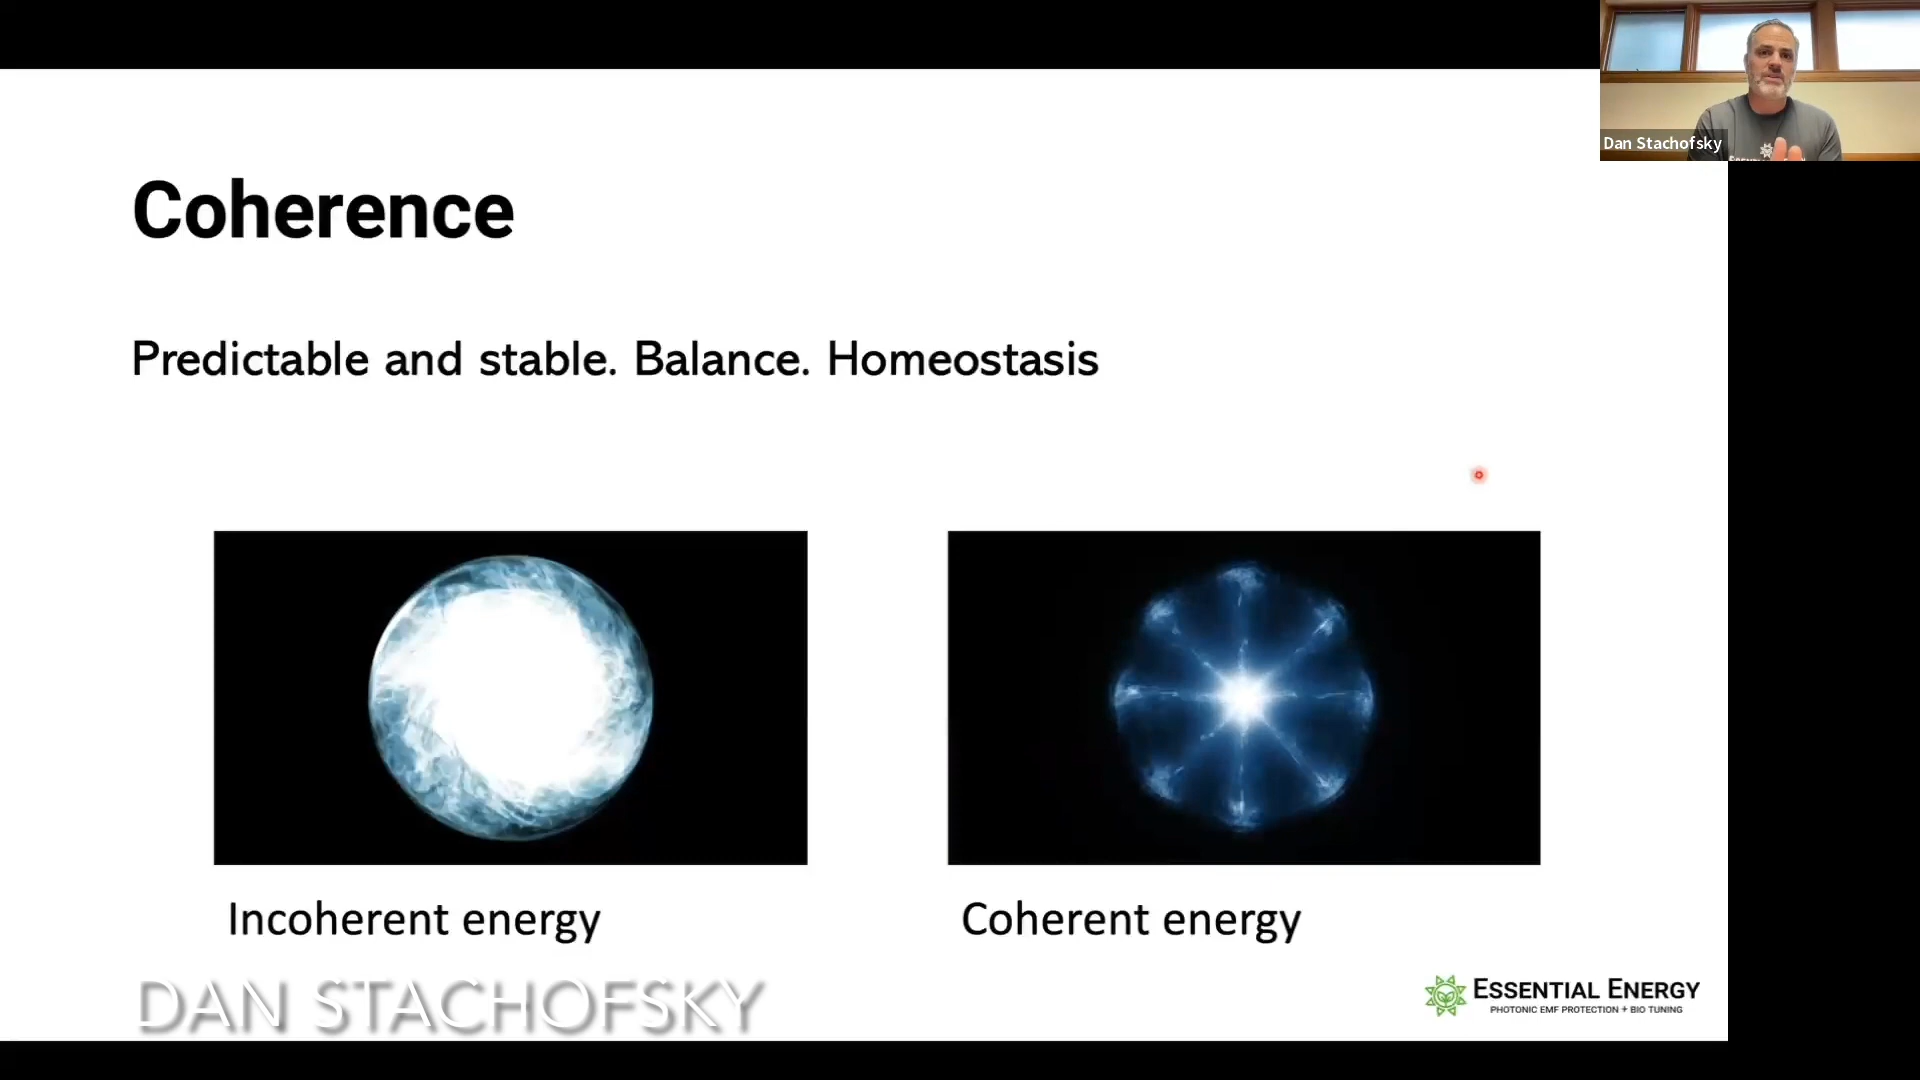 Dan Stachofsky
Coherence
Predictable and stable. Balance. Homeostasis
Incoherent energy
Coherent energy
DAN STACHOFSKY
ESSENTIAL ENERGY
PHOTONIC EMF PROTECTION + BIO TUNING